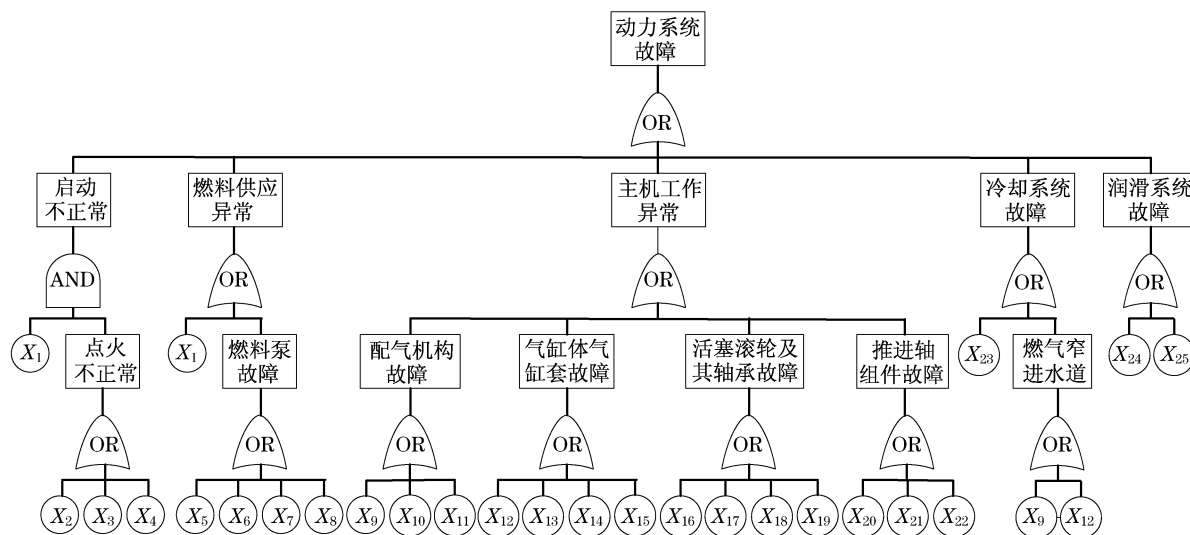 动力系统
故障
OR
启动
不正常
燃料供应
异常
主机工作
异常
冷却系统
故障
润滑系统
故障
AND
OR
OR
OR
OR
X₁
点火
不正常
X₁
燃料泵
故障
配气机构
故障
气缸体气
缸套故障
活塞滚轮及
其轴承故障
推进轴
组件故障
X₂₃
燃气窄
进水道
X₂₄
X₂₅
OR
OR
OR
OR
OR
OR
OR
X₂
X₃
X₄
X₅
X₆
X₇
X₈
X₉
X₁₀
X₁₁
X₁₂
X₁₃
X₁₄
X₁₅
X₁₆
X₁₇
X₁₈
X₁₉
X₂₀
X₂₁
X₂₂
X₉
X₁₂